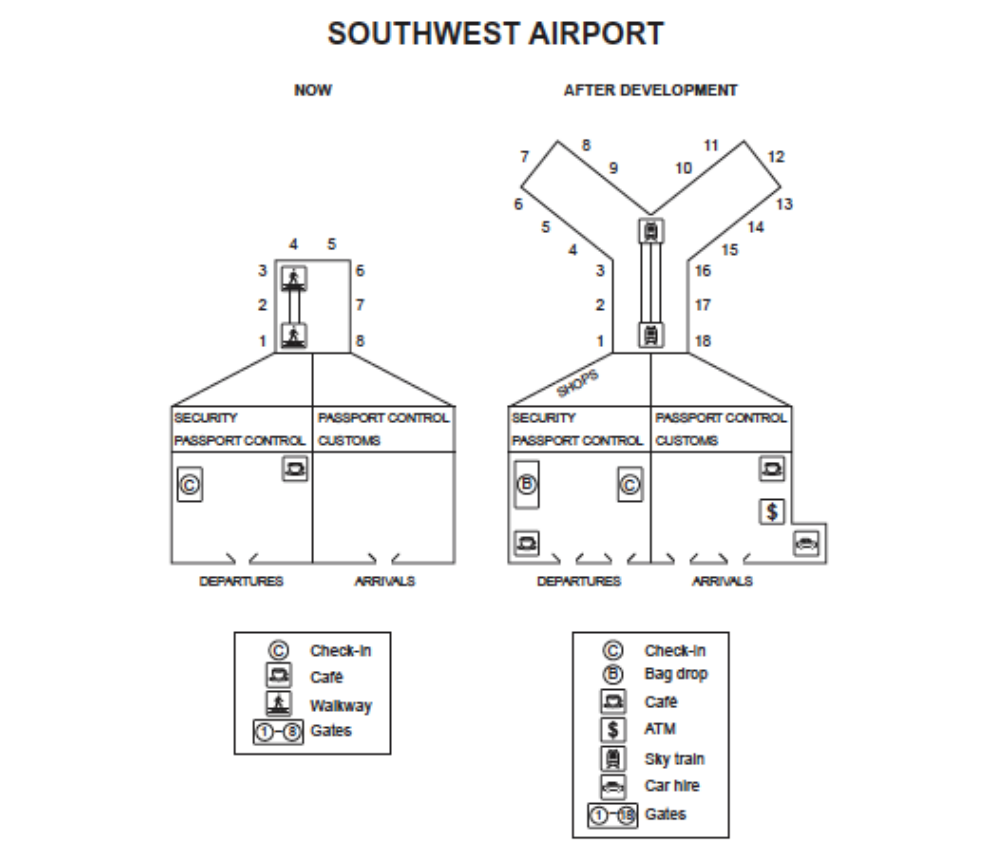 SOUTHWEST AIRPORT
NOW
4 5
3 6
2 7
1 8
SECURITY PASSPORT CONTROL
PASSPORT CONTROL CUSTOMS
C
DEPARTURES ARRIVALS
C Check-in
Café
Walkway
1-8 Gates
AFTER DEVELOPMENT
8 11
7 12
9 10
6 13
5 14
4 15
3 16
2 17
1 18
SHOPS
SECURITY PASSPORT CONTROL
PASSPORT CONTROL CUSTOMS
B C
$
DEPARTURES ARRIVALS
C Check-in
B Bag drop
Café
$ ATM
Sky train
Car hire
1-18 Gates